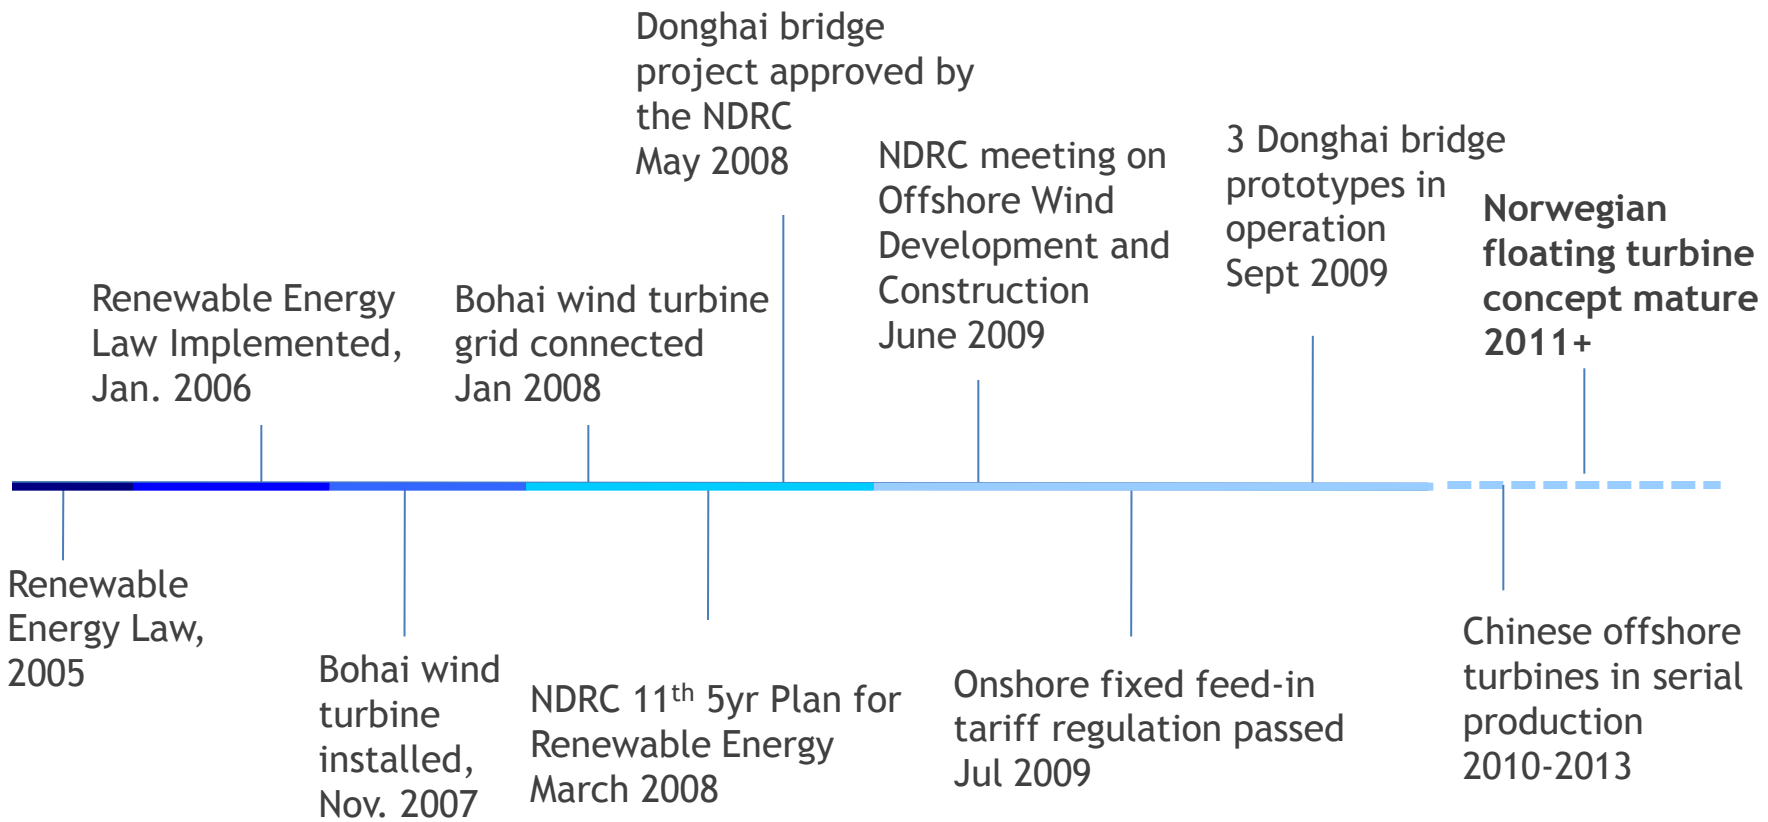 Donghai bridge
project approved by
the NDRC
May 2008
NDRC meeting on
Offshore Wind
Development and
Construction
June 2009
3 Donghai bridge
prototypes in
operation
Sept 2009
Norwegian
floating turbine
concept mature
2011+
Renewable Energy
Law Implemented,
Jan. 2006
Bohai wind turbine
grid connected
Jan 2008
Renewable
Energy Law,
2005
Bohai wind
turbine
installed,
Nov. 2007
NDRC 11th 5yr Plan for
Renewable Energy
March 2008
Onshore fixed feed-in
tariff regulation passed
Jul 2009
Chinese offshore
turbines in serial
production
2010-2013